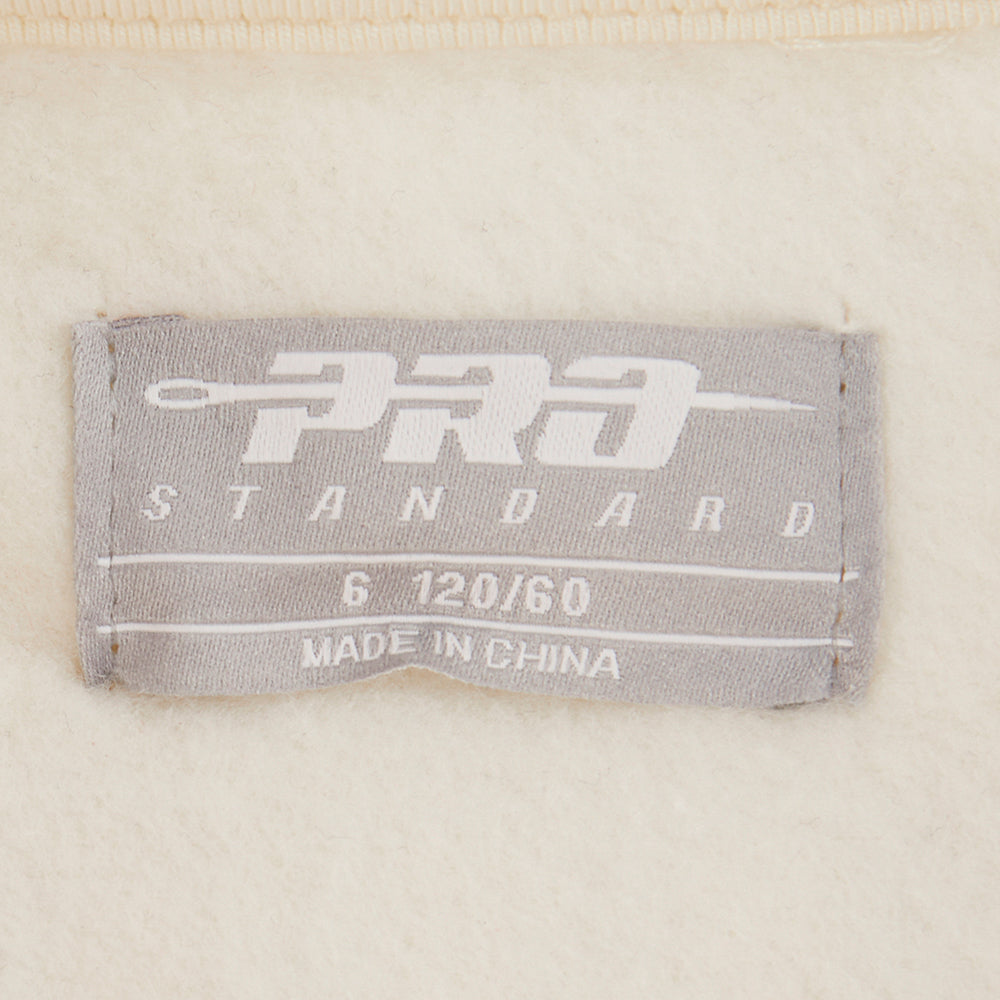 PRO
STANDARD
6 120/60
MADE IN CHINA